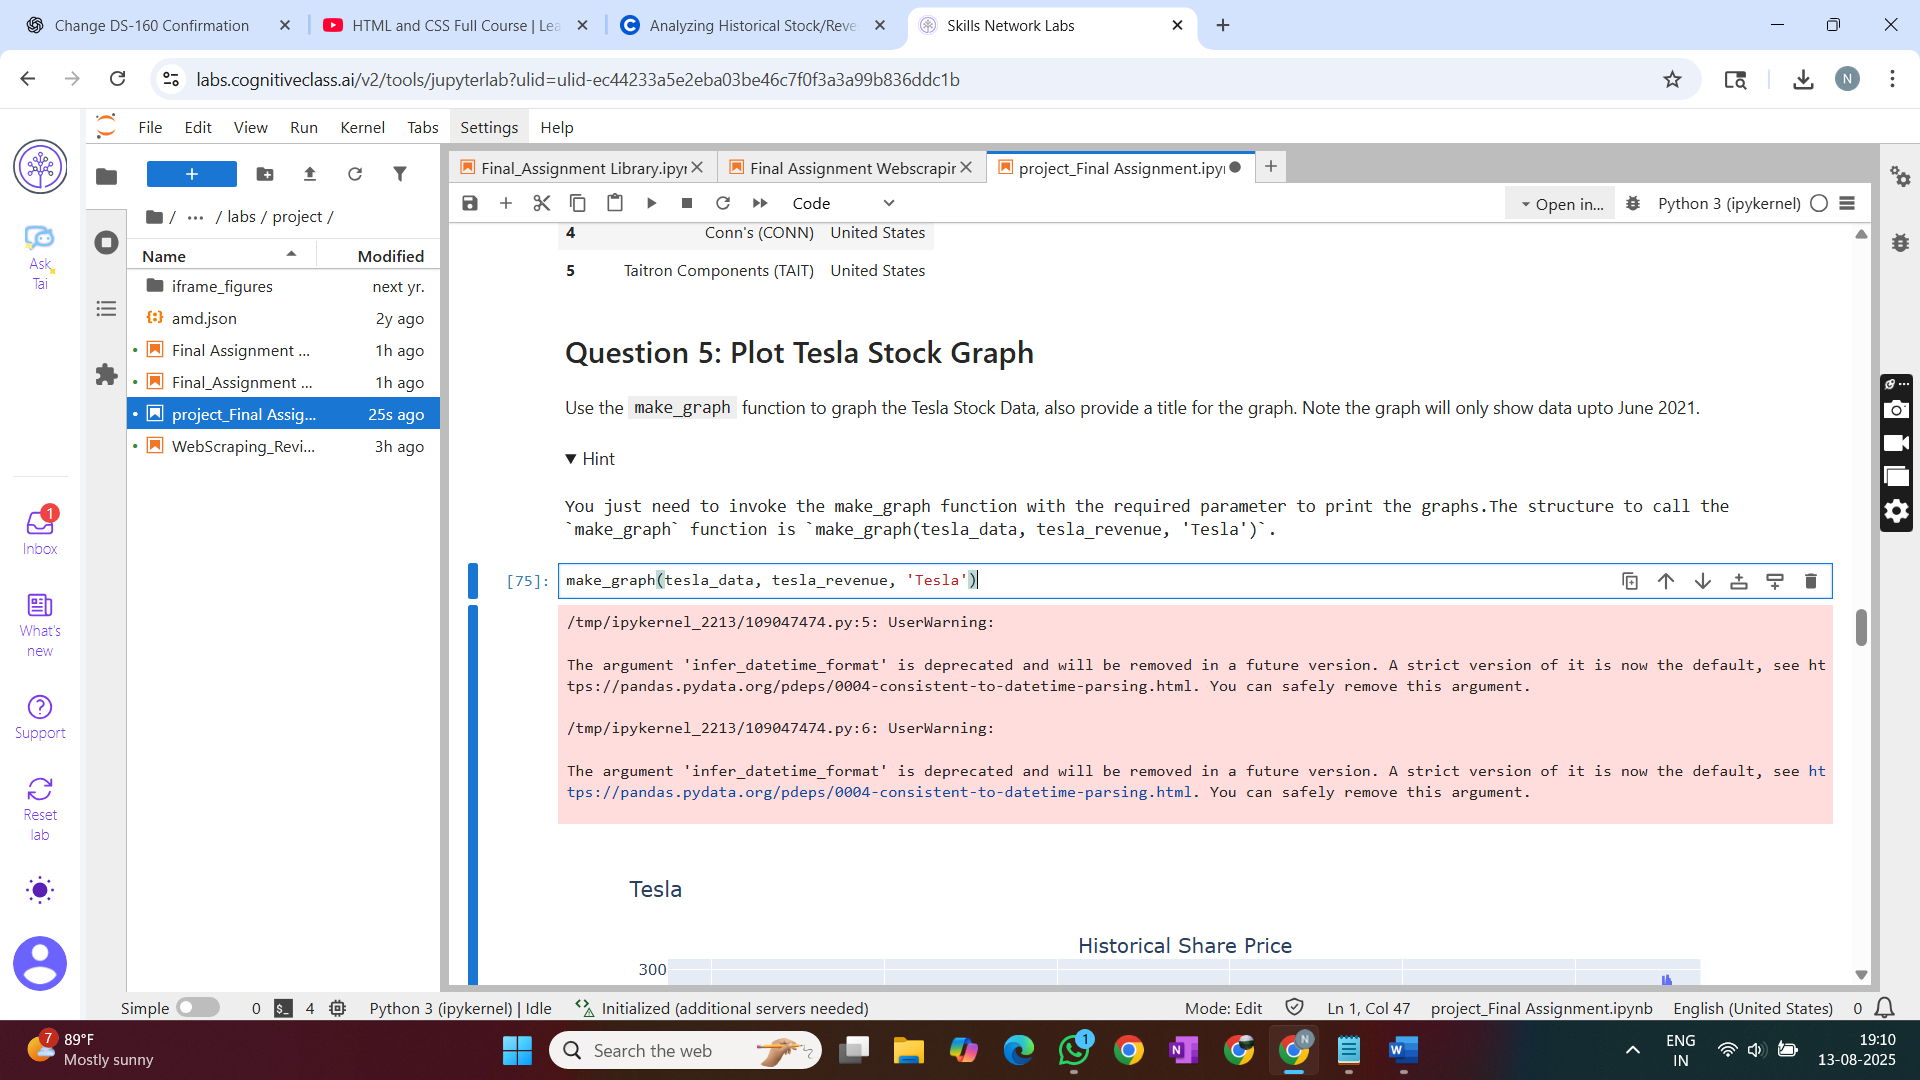 Change DS-160 Confirmation
HTML and CSS Full Course | Lea
Analyzing Historical Stock/Reve
Skills Network Labs
labs.cognitiveclass.ai/v2/tools/jupyterlab?ulid=ulid-ec44233a5e2eba03be46c7f0f3a3a99b836ddc1b
N
File Edit View Run Kernel Tabs Settings Help
Ask
Tai
Inbox
1
What's
new
Support
Reset
lab
/ ··· / labs / project /
Name Modified
iframe_figures next yr.
amd.json 2y ago
Final Assignment ... 1h ago
Final_Assignment ... 1h ago
project_Final Assig... 25s ago
WebScraping_Revi... 3h ago
Final_Assignment Library.ipyn
Final Assignment Webscrapin
project_Final Assignment.ipyn
Code
Open in...
Python 3 (ipykernel)
4 Conn's (CONN) United States
5 Taitron Components (TAIT) United States
Question 5: Plot Tesla Stock Graph
Use the make_graph function to graph the Tesla Stock Data, also provide a title for the graph. Note the graph will only show data upto June 2021.
▼ Hint
You just need to invoke the make_graph function with the required parameter to print the graphs.The structure to call the
`make_graph` function is `make_graph(tesla_data, tesla_revenue, 'Tesla')`.
[75]: make_graph(tesla_data, tesla_revenue, 'Tesla')
/tmp/ipykernel_2213/109047474.py:5: UserWarning:
The argument 'infer_datetime_format' is deprecated and will be removed in a future version. A strict version of it is now the default, see ht
tps://pandas.pydata.org/pdeps/0004-consistent-to-datetime-parsing.html. You can safely remove this argument.
/tmp/ipykernel_2213/109047474.py:6: UserWarning:
The argument 'infer_datetime_format' is deprecated and will be removed in a future version. A strict version of it is now the default, see ht
tps://pandas.pydata.org/pdeps/0004-consistent-to-datetime-parsing.html. You can safely remove this argument.
Tesla
Historical Share Price
300
Simple 0 4 Python 3 (ipykernel) | Idle Initialized (additional servers needed) Mode: Edit Ln 1, Col 47 project_Final Assignment.ipynb English (United States) 0
7
89°F
Mostly sunny
Search the web
1
N
ENG
IN
19:10
13-08-2025